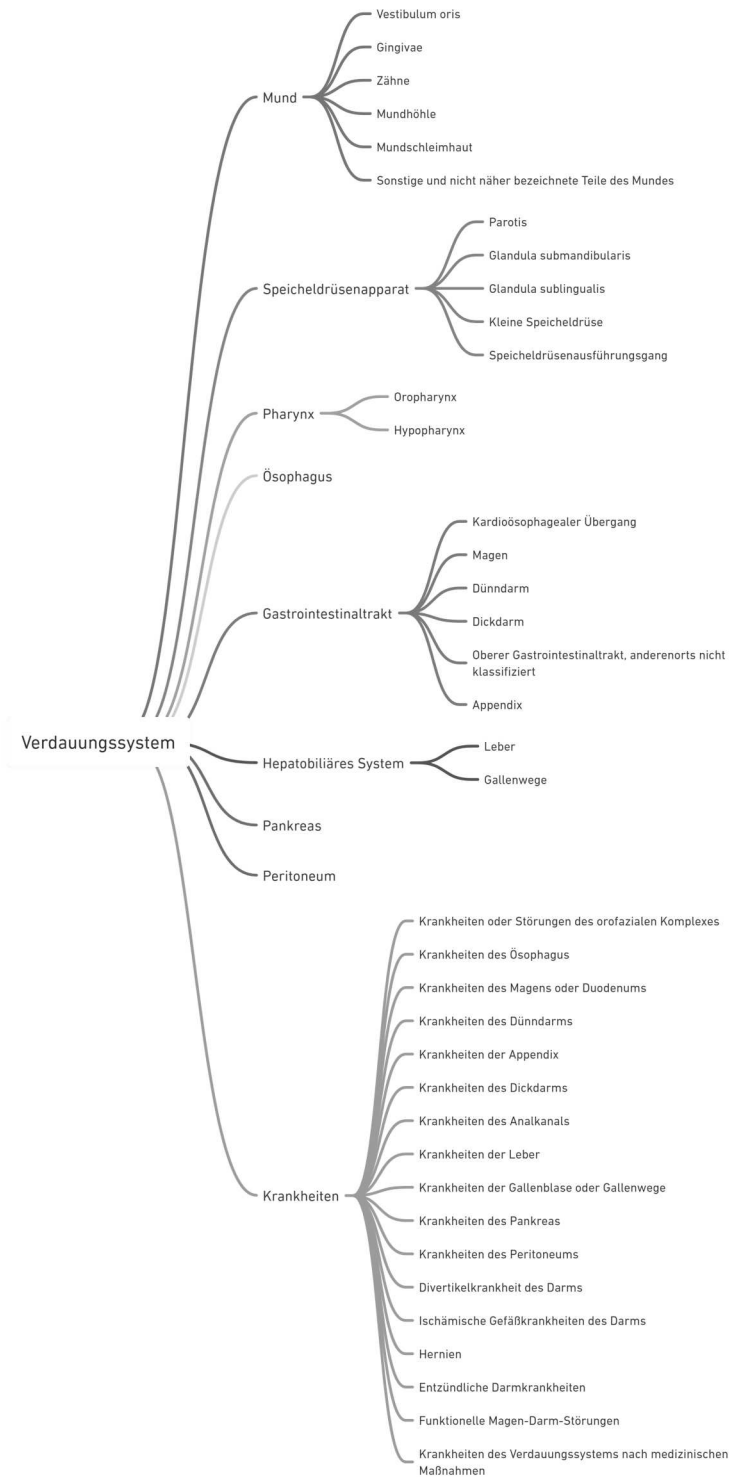 Verdauungssystem
Mund
Vestibulum oris
Gingivae
Zähne
Mundhöhle
Mundschleimhaut
Sonstige und nicht näher bezeichnete Teile des Mundes
Speicheldrüsenapparat
Parotis
Glandula submandibularis
Glandula sublingualis
Kleine Speicheldrüse
Speicheldrüsenausführungsgang
Pharynx
Oropharynx
Hypopharynx
Ösophagus
Gastrointestinaltrakt
Kardioösophagealer Übergang
Magen
Dünndarm
Dickdarm
Oberer Gastrointestinaltrakt, anderenorts nicht
klassifiziert
Appendix
Hepatobiliäres System
Leber
Gallenwege
Pankreas
Peritoneum
Krankheiten
Krankheiten oder Störungen des orofazialen Komplexes
Krankheiten des Ösophagus
Krankheiten des Magens oder Duodenums
Krankheiten des Dünndarms
Krankheiten der Appendix
Krankheiten des Dickdarms
Krankheiten des Analkanals
Krankheiten der Leber
Krankheiten der Gallenblase oder Gallenwege
Krankheiten des Pankreas
Krankheiten des Peritoneums
Divertikelkrankheit des Darms
Ischämische Gefäßkrankheiten des Darms
Hernien
Entzündliche Darmkrankheiten
Funktionelle Magen-Darm-Störungen
Krankheiten des Verdauungssystems nach medizinischen
Maßnahmen